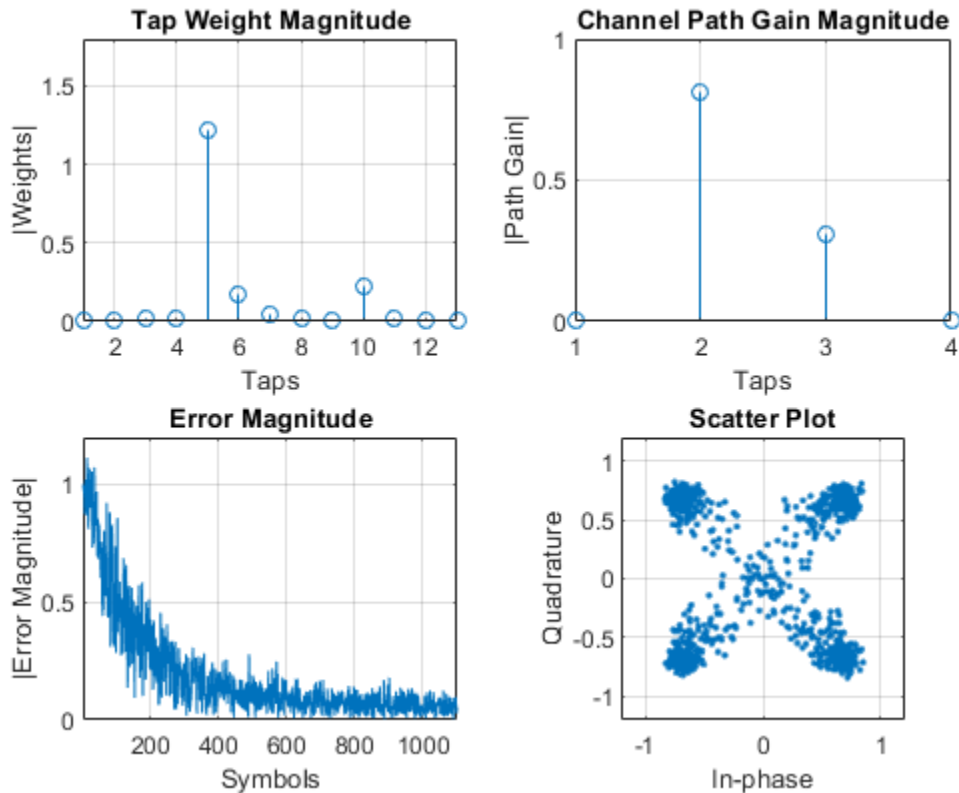 Tap Weight Magnitude
|Weights|
1.5
1
0.5
0
2 4 6 8 10 12
Taps
Channel Path Gain Magnitude
|Path Gain|
1
0.5
0
1 2 3 4
Taps
Error Magnitude
|Error Magnitude|
1
0.5
0
200 400 600 800 1000
Symbols
Scatter Plot
Quadrature
1
0.5
0
-0.5
-1
-1 0 1
In-phase